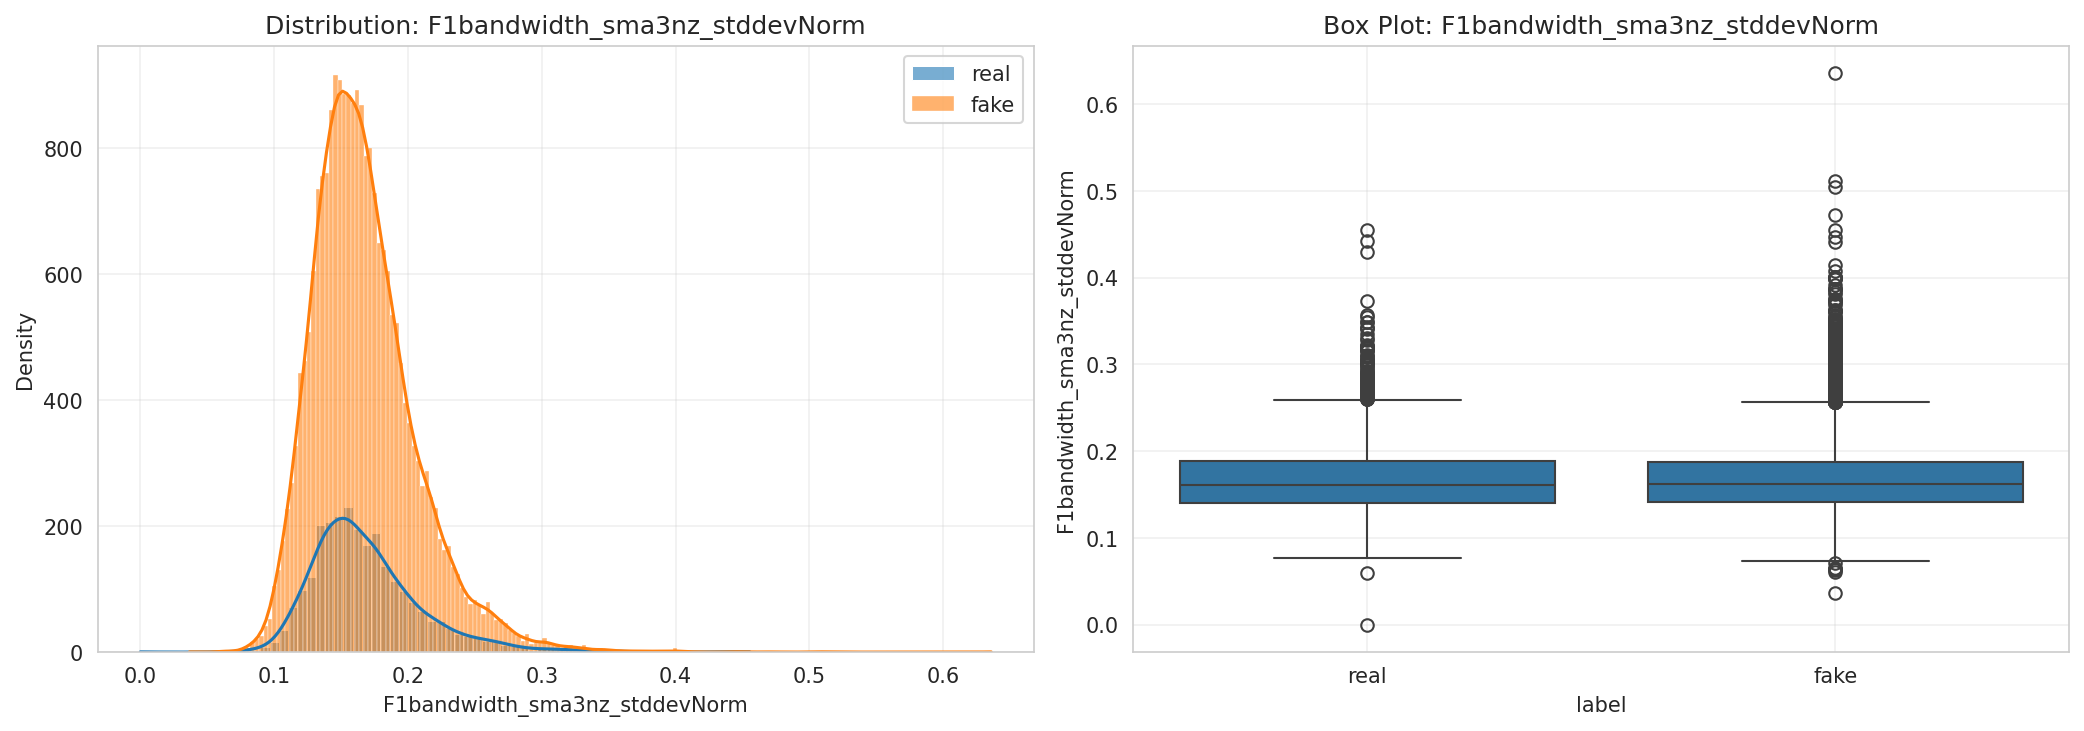 Distribution: F1bandwidth_sma3nz_stddevNorm
real
fake
Density
800
600
400
200
0
0.0 0.1 0.2 0.3 0.4 0.5 0.6
F1bandwidth_sma3nz_stddevNorm
Box Plot: F1bandwidth_sma3nz_stddevNorm
F1bandwidth_sma3nz_stddevNorm
0.6
0.5
0.4
0.3
0.2
0.1
0.0
real fake
label